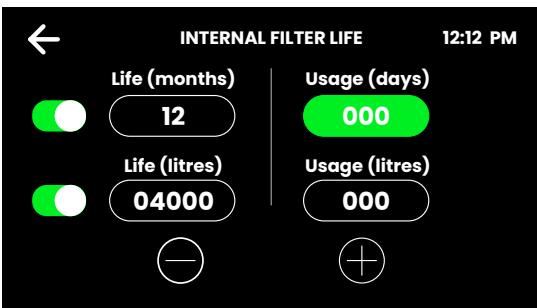 INTERNAL FILTER LIFE 12:12 PM
Life (months) Usage (days)
12 000
Life (litres) Usage (litres)
04000 000